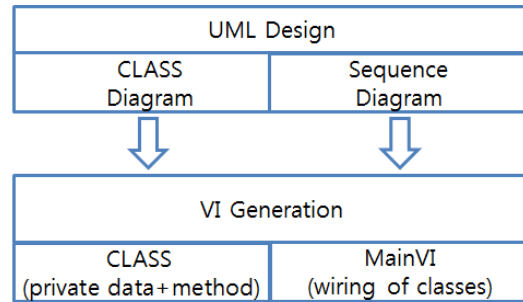 UML Design
CLASS
Diagram
Sequence
Diagram
VI Generation
CLASS
(private data+method)
MainVI
(wiring of classes)